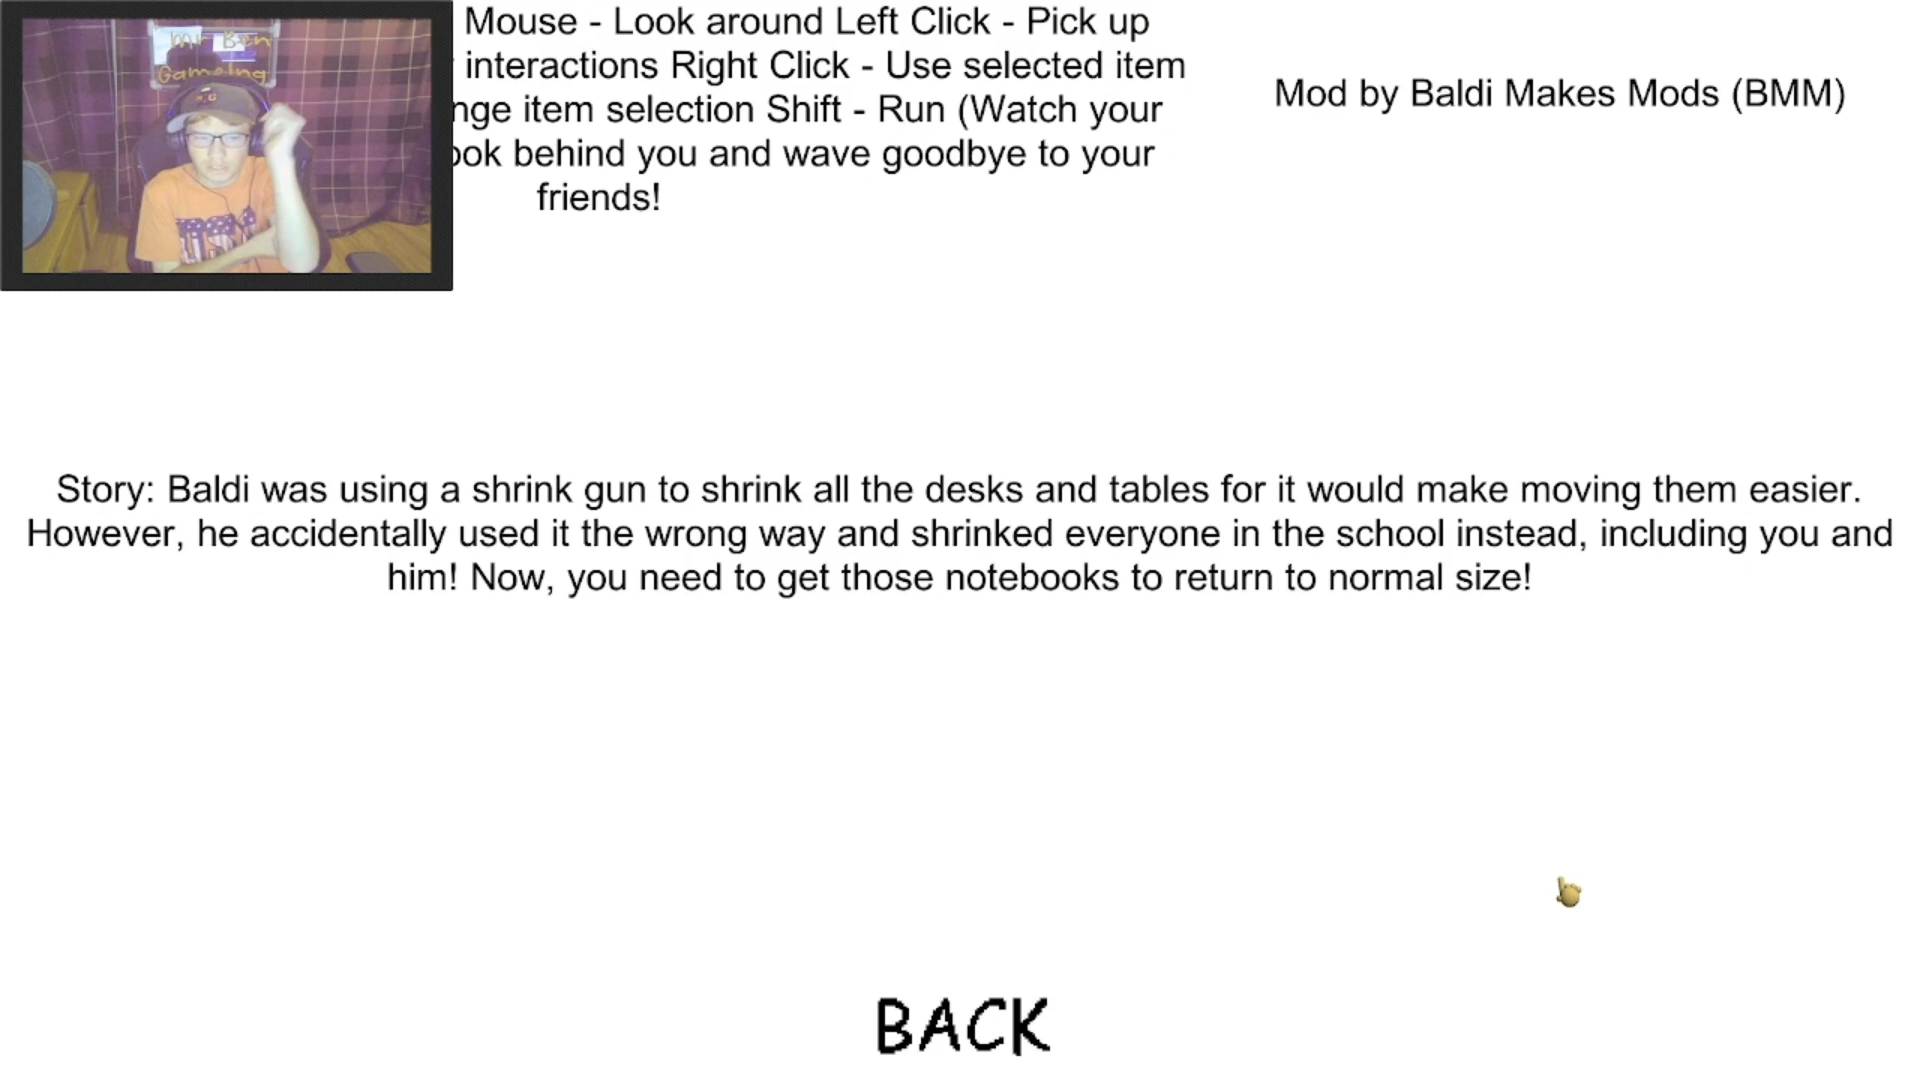 Mr Ben
Gameing
Mouse - Look around Left Click - Pick up
interactions Right Click - Use selected item
nge item selection Shift - Run (Watch your
ook behind you and wave goodbye to your
friends!
Mod by Baldi Makes Mods (BMM)
Story: Baldi was using a shrink gun to shrink all the desks and tables for it would make moving them easier.
However, he accidentally used it the wrong way and shrinked everyone in the school instead, including you and
him! Now, you need to get those notebooks to return to normal size!
BACK